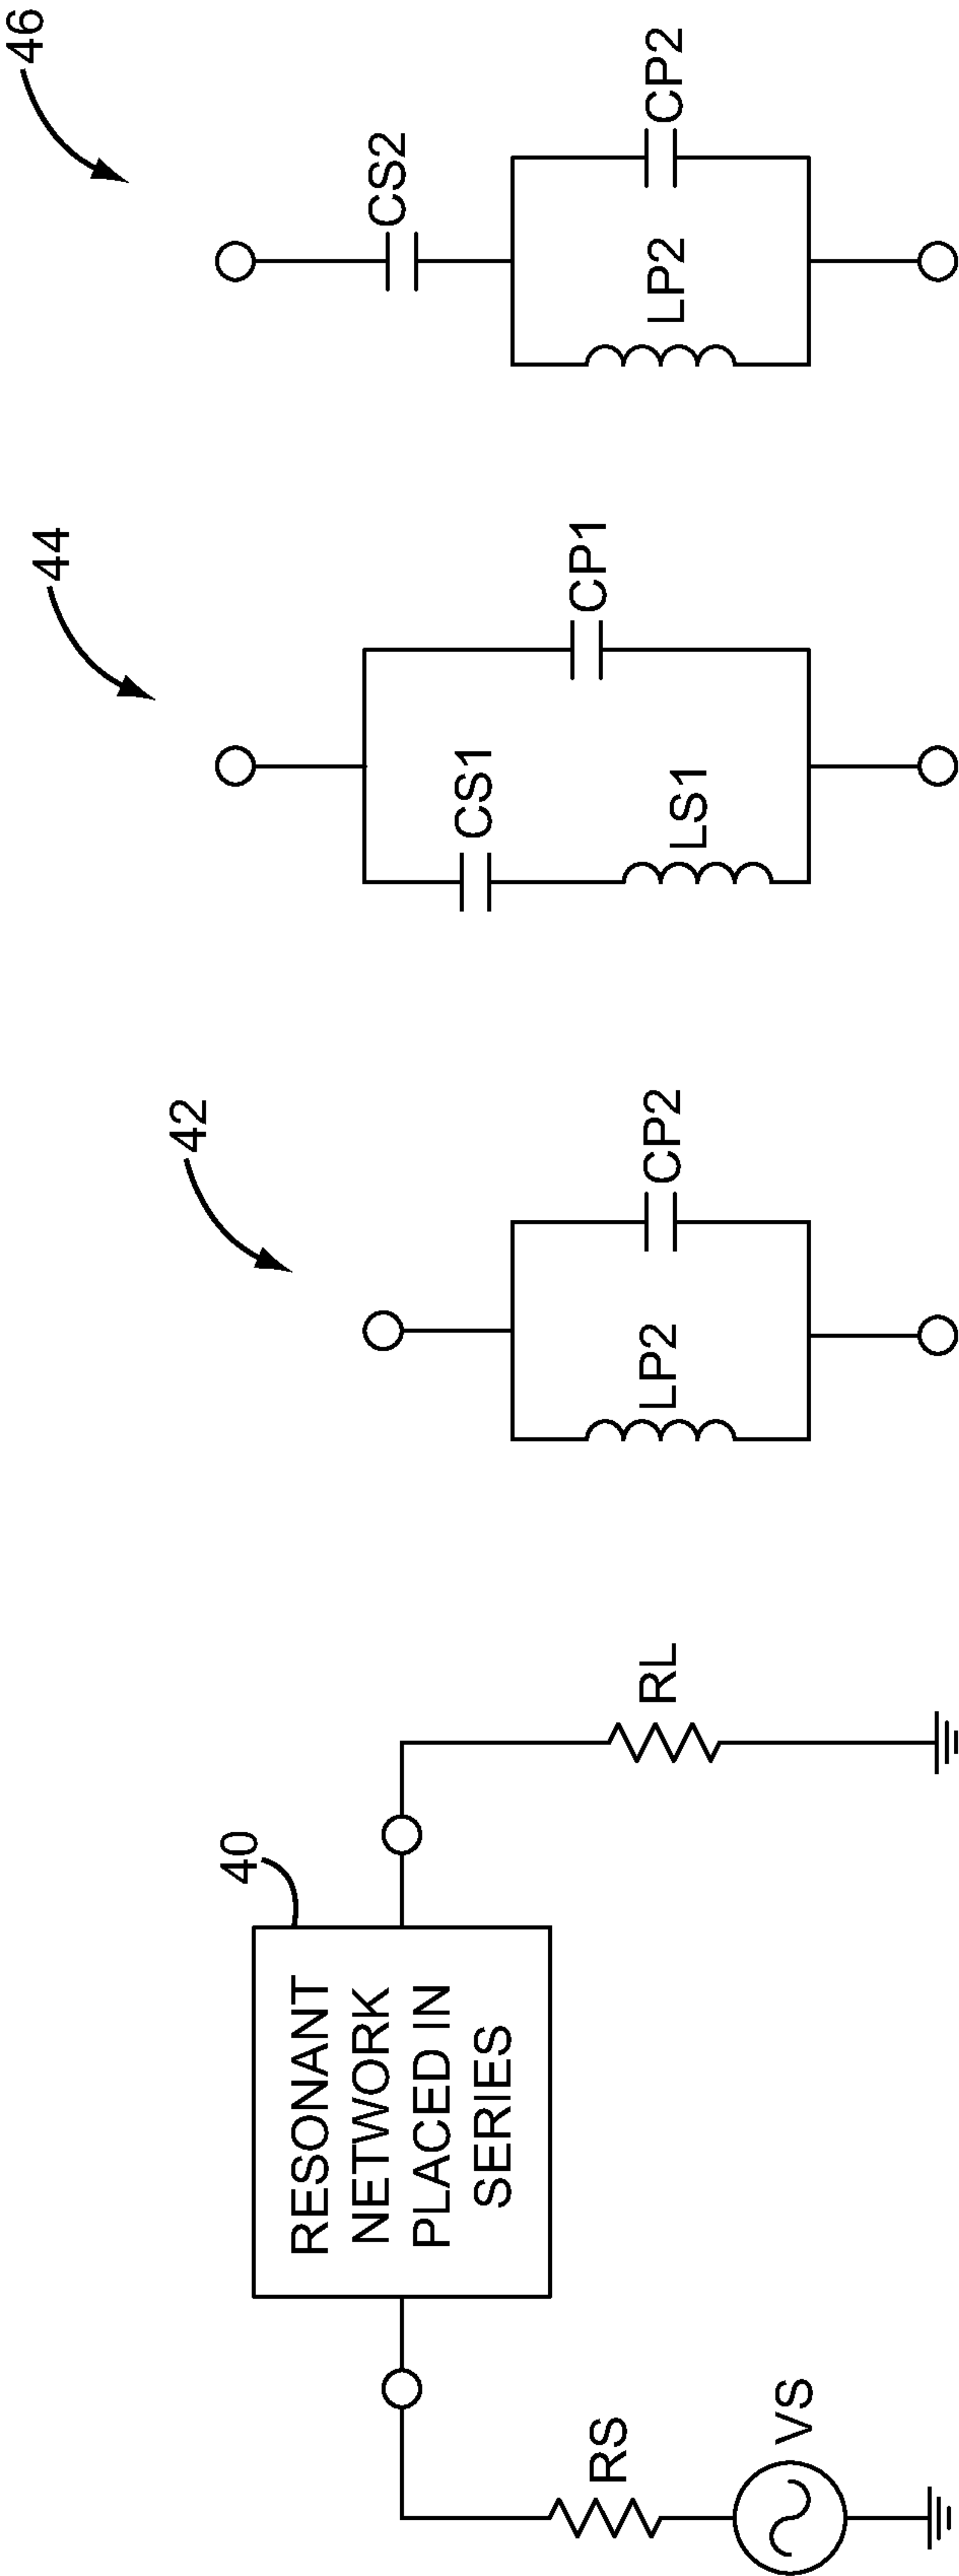 40
RESONANT
NETWORK
PLACED IN
SERIES
RS
VS
RL
42
LP2
CP2
44
CS1
LS1
CP1
46
CS2
LP2
CP2